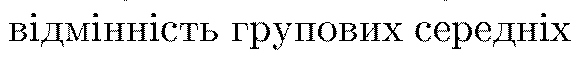 відмінність групових середніх